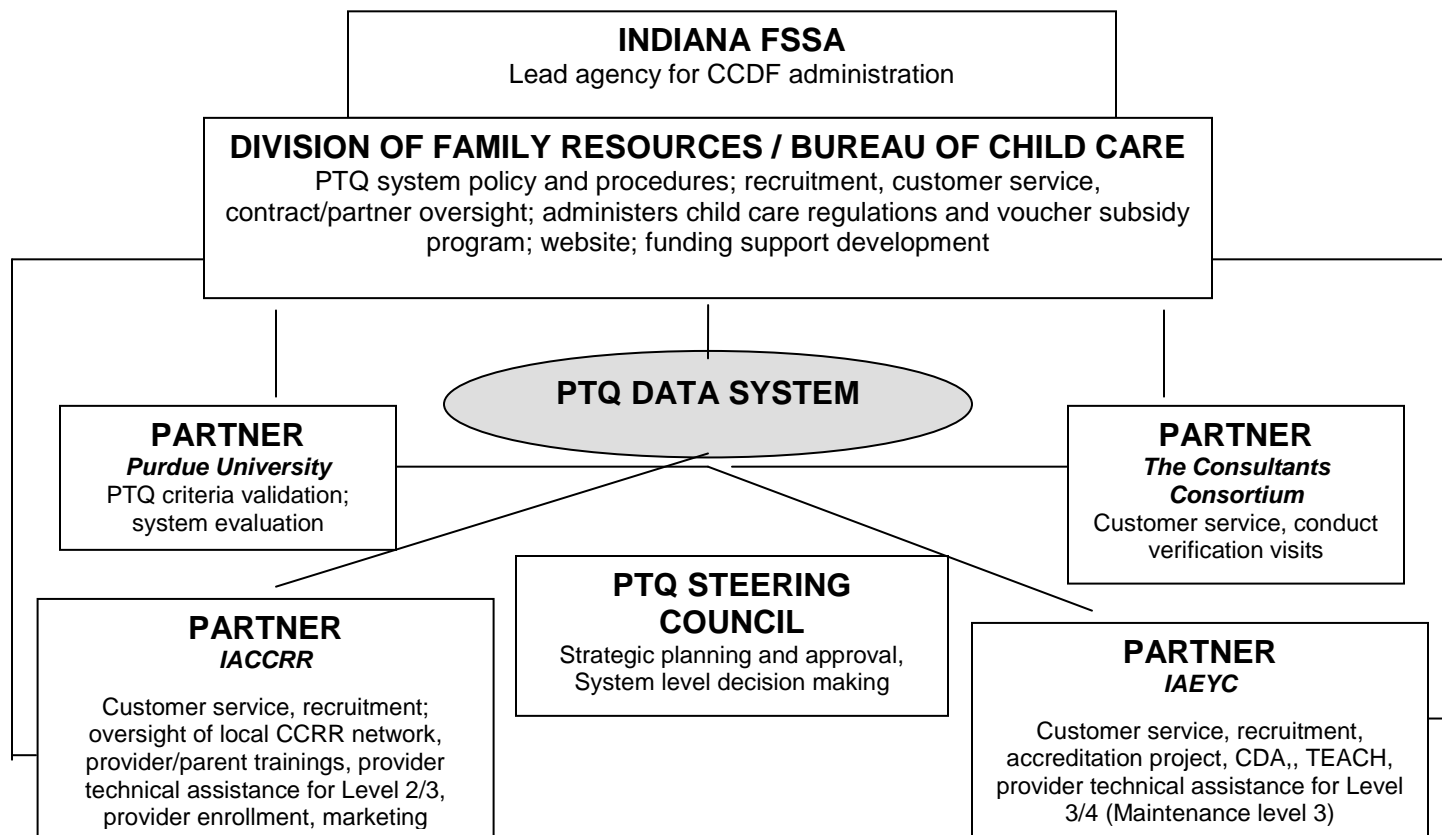 INDIANA FSSA
Lead agency for CCDF administration
DIVISION OF FAMILY RESOURCES / BUREAU OF CHILD CARE
PTQ system policy and procedures; recruitment, customer service,
contract/partner oversight; administers child care regulations and voucher subsidy
program; website; funding support development
PTQ DATA SYSTEM
PARTNER
Purdue University
PTQ criteria validation;
system evaluation
PARTNER
The Consultants
Consortium
Customer service, conduct
verification visits
PARTNER
IACCRR
Customer service, recruitment;
oversight of local CCRR network,
provider/parent trainings, provider
technical assistance for Level 2/3,
provider enrollment, marketing
PTQ STEERING
COUNCIL
Strategic planning and approval,
System level decision making
PARTNER
IAEYC
Customer service, recruitment,
accreditation project, CDA,, TEACH,
provider technical assistance for Level
3/4 (Maintenance level 3)